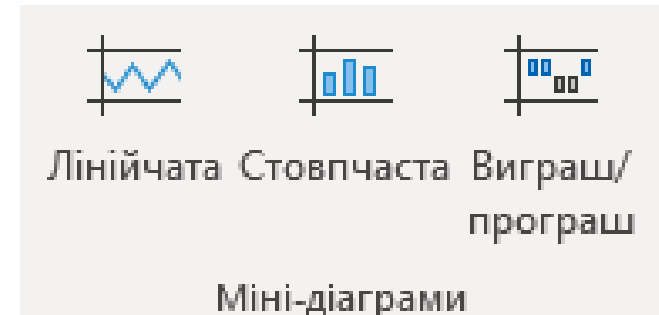 Лінійчата Стовпчаста Виграш/
програш
Міні-діаграми